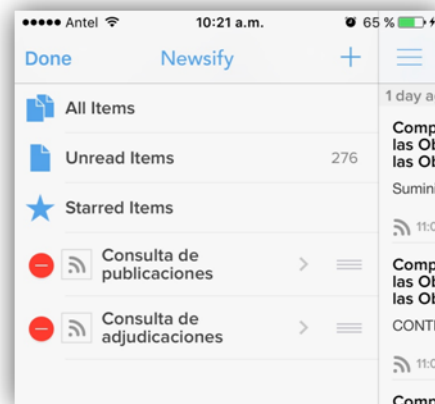 Antel 10:21 a.m. 65 %
Done Newsify +
All Items
Unread Items 276
Starred Items
Consulta de
publicaciones
Consulta de
adjudicaciones
1 day a
Comp
las Ob
las Ob
Sumini
11:0
Comp
las Ob
las Ob
CONT
11:0
Comp